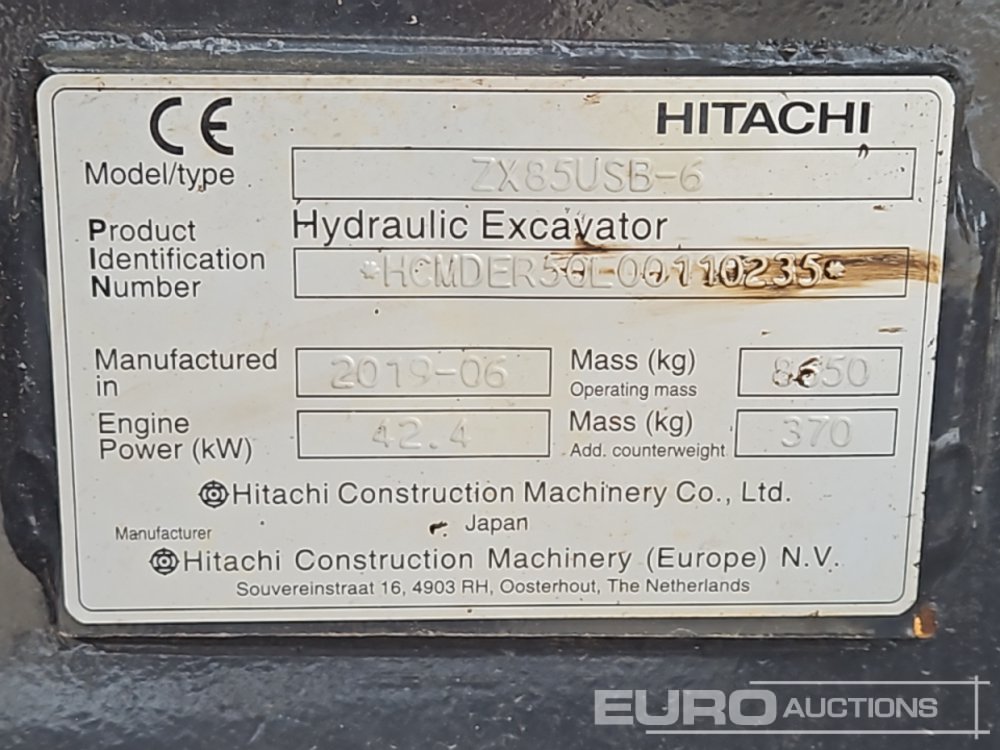 CE HITACHI
Model/type ZX85USB-6
Hydraulic Excavator
Product
Identification
Number
*HCMDER50L00110235*
Manufactured in 2019-06
Mass (kg) Operating mass 8650
Engine Power (kW) 42.4
Mass (kg) Add. counterweight 370
Hitachi Construction Machinery Co., Ltd.
Japan
Manufacturer
Hitachi Construction Machinery (Europe) N.V.
Souvereinstraat 16, 4903 RH, Oosterhout, The Netherlands
EURO AUCTIONS